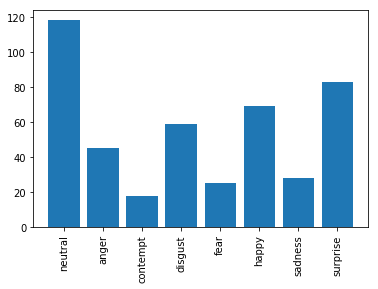 120
100
80
60
40
20
0
neutral
anger
contempt
disgust
fear
happy
sadness
surprise